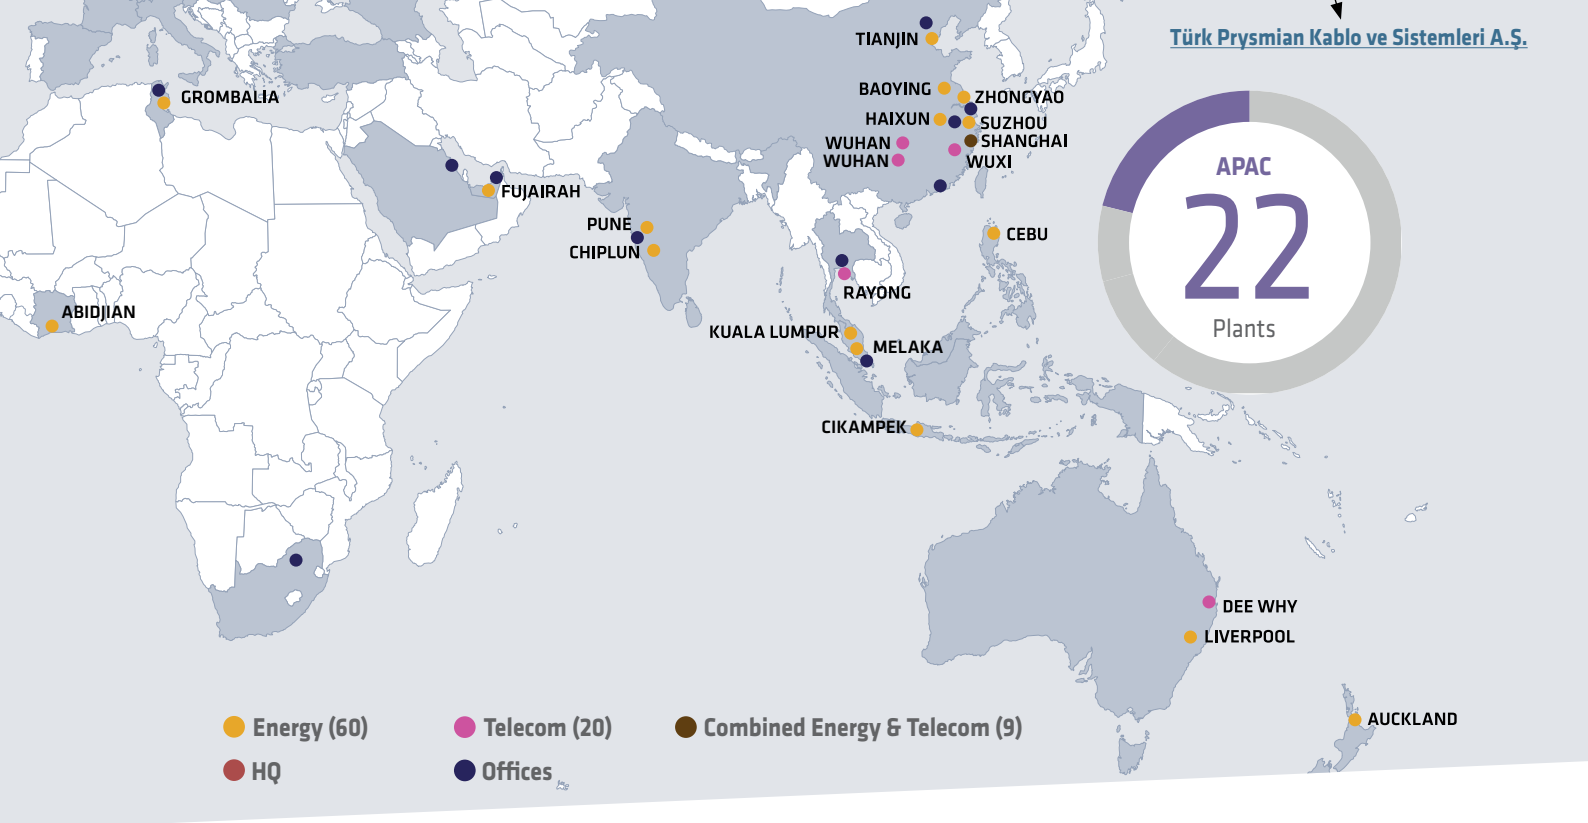 Türk Prysmian Kablo ve Sistemleri A.Ş.
TIANJIN
BAOYING
ZHONGYAO
GROMBALIA
HAIXUN
SUZHOU
WUHAN
SHANGHAI
WUHAN
WUXI
APAC
22
Plants
FUJAIRAH
PUNE
CHIPLUN
CEBU
RAYONG
ABIDJIAN
KUALA LUMPUR
MELAKA
CIKAMPEK
DEE WHY
LIVERPOOL
AUCKLAND
Energy (60)
Telecom (20)
Combined Energy & Telecom (9)
HQ
Offices